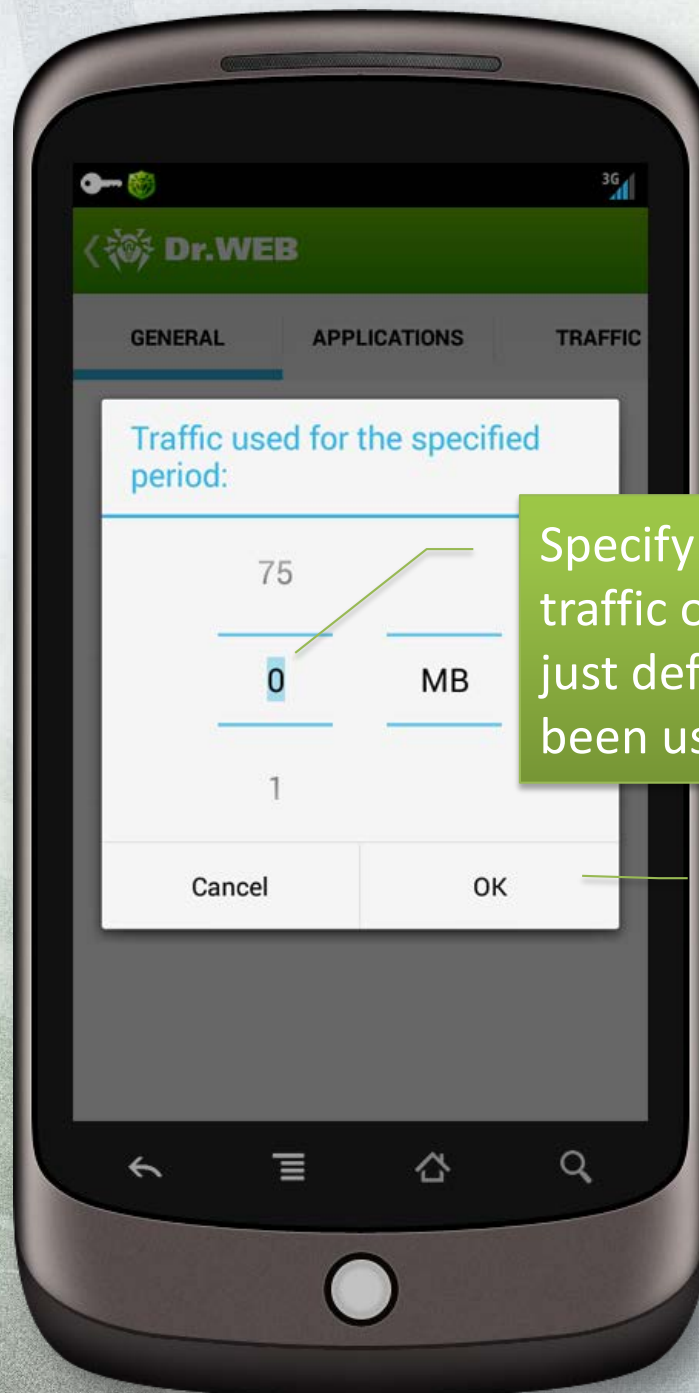 3G
Dr.WEB
GENERAL APPLICATIONS TRAFFIC
Traffic used for the specified
period:
75
0 MB
1
Cancel OK
Specify
traffic
just
been